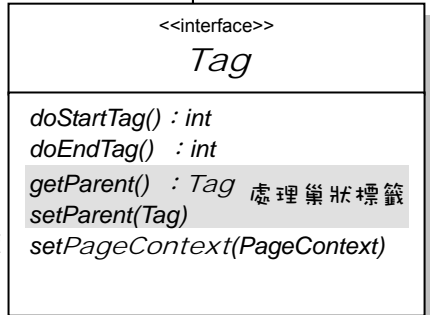 <<interface>>
Tag
doStartTag()：int
doEndTag() ：int
getParent() ：Tag 處理巢狀標籤
setParent(Tag)
setPageContext(PageContext)